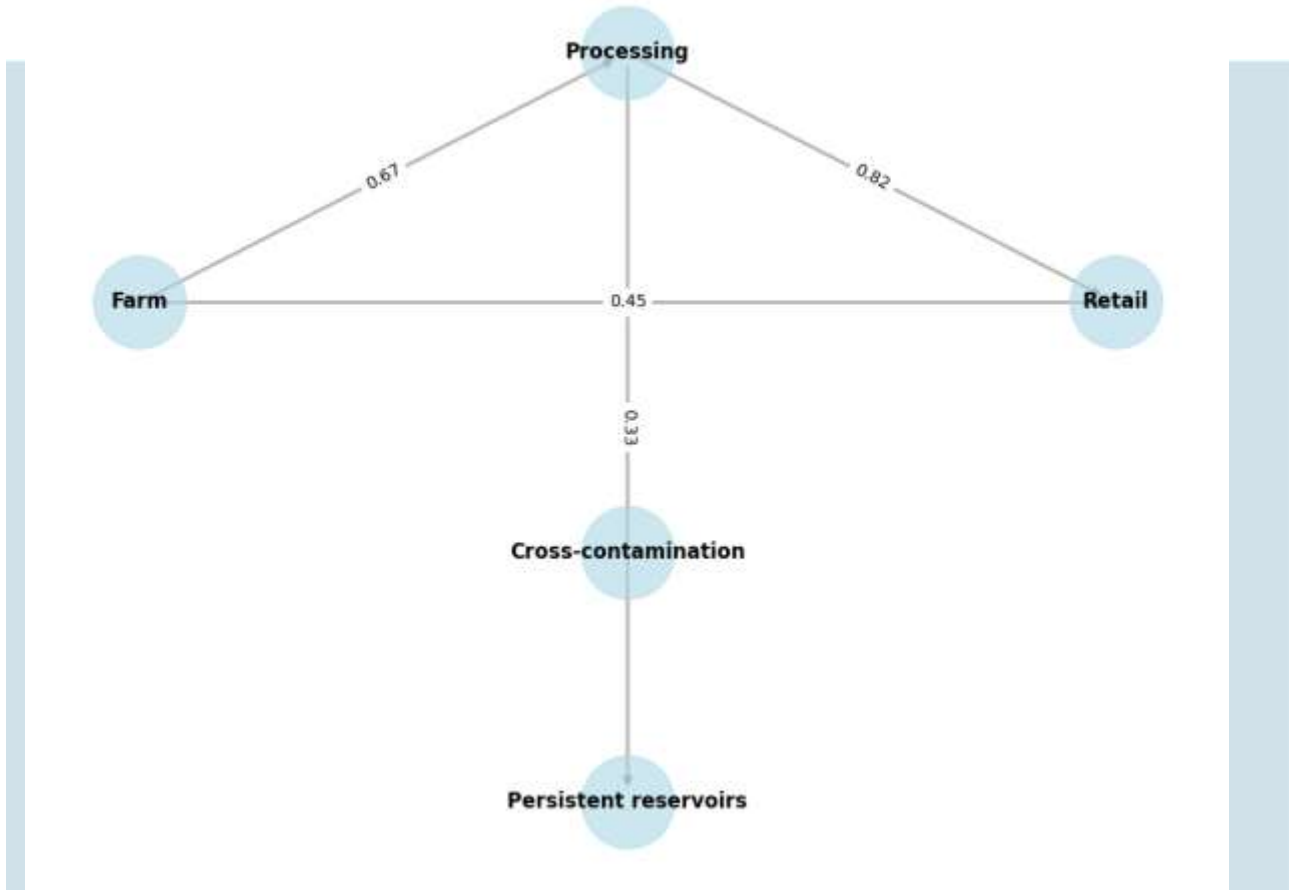 Processing
0.67
0.82
Farm
0.45
Retail
0.33
Cross-contamination
Persistent reservoirs